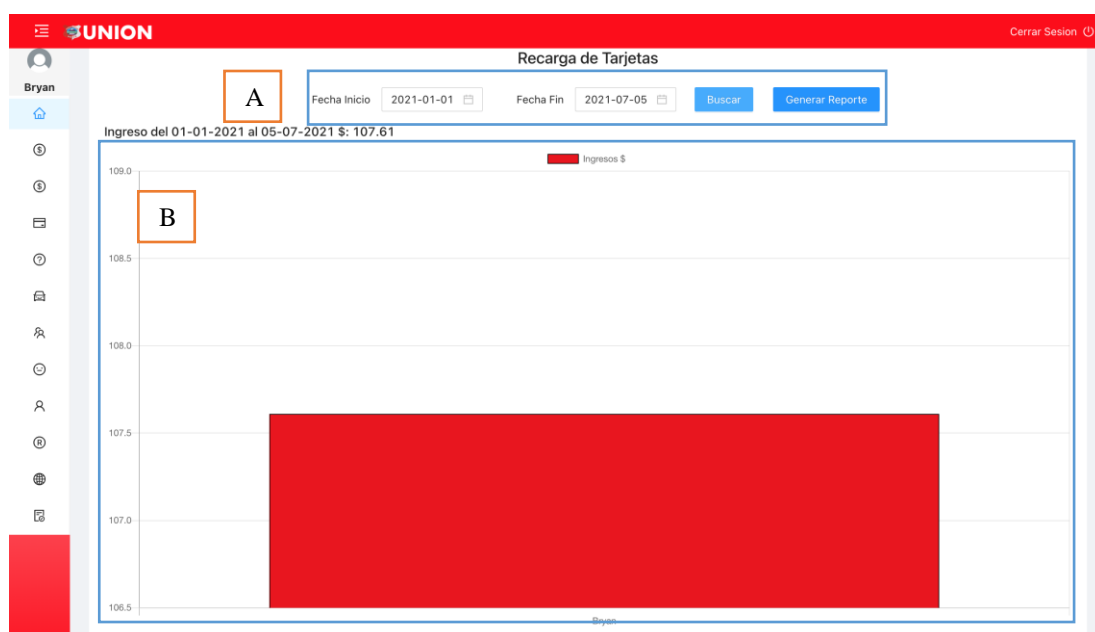 UNION
Cerrar Sesion
Bryan
Recarga de Tarjetas
A
Fecha Inicio 2021-01-01 Fecha Fin 2021-07-05 Buscar Generar Reporte
Ingreso del 01-01-2021 al 05-07-2021 $: 107.61
Ingresos $
109.0
B
108.5
108.0
107.5
107.0
106.5
Bryan